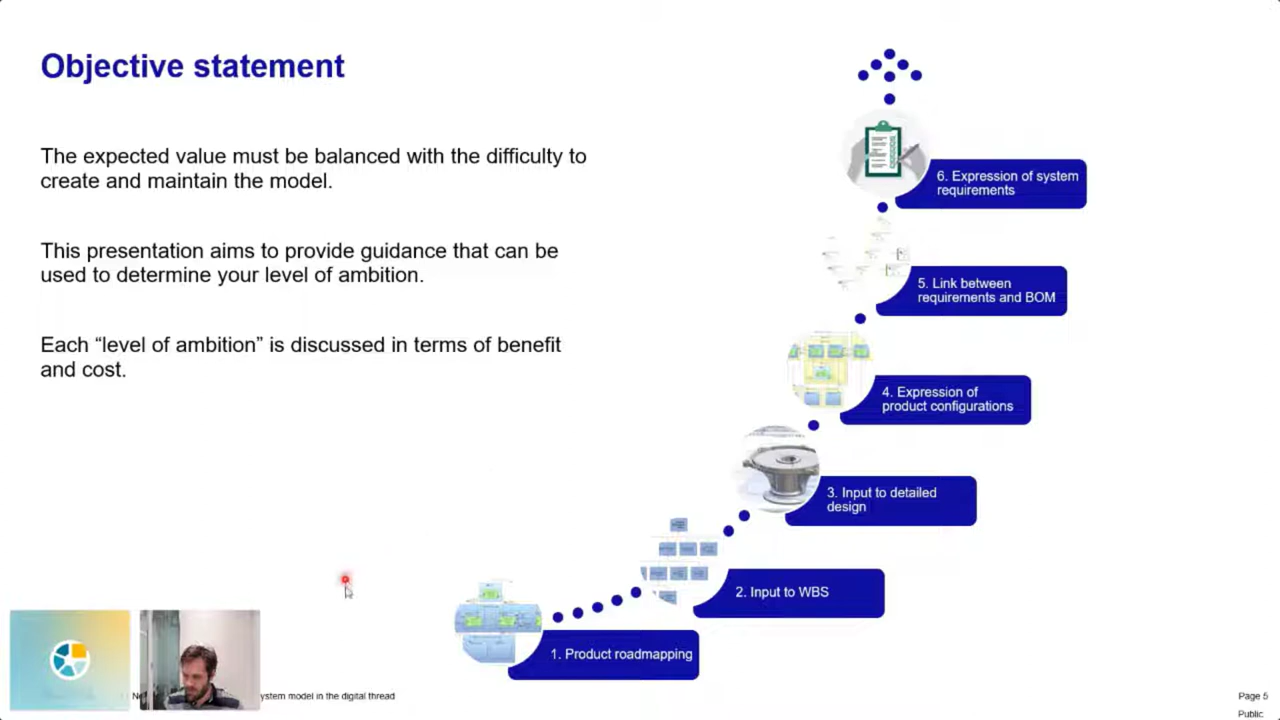 Objective statement
The expected value must be balanced with the difficulty to
create and maintain the model.
This presentation aims to provide guidance that can be
used to determine your level of ambition.
Each “level of ambition” is discussed in terms of benefit
and cost.
6. Expression of system
requirements
5. Link between
requirements and BOM
4. Expression of
product configurations
3. Input to detailed
design
2. Input to WBS
1. Product roadmapping
model in the digital thread
Page 5
Public